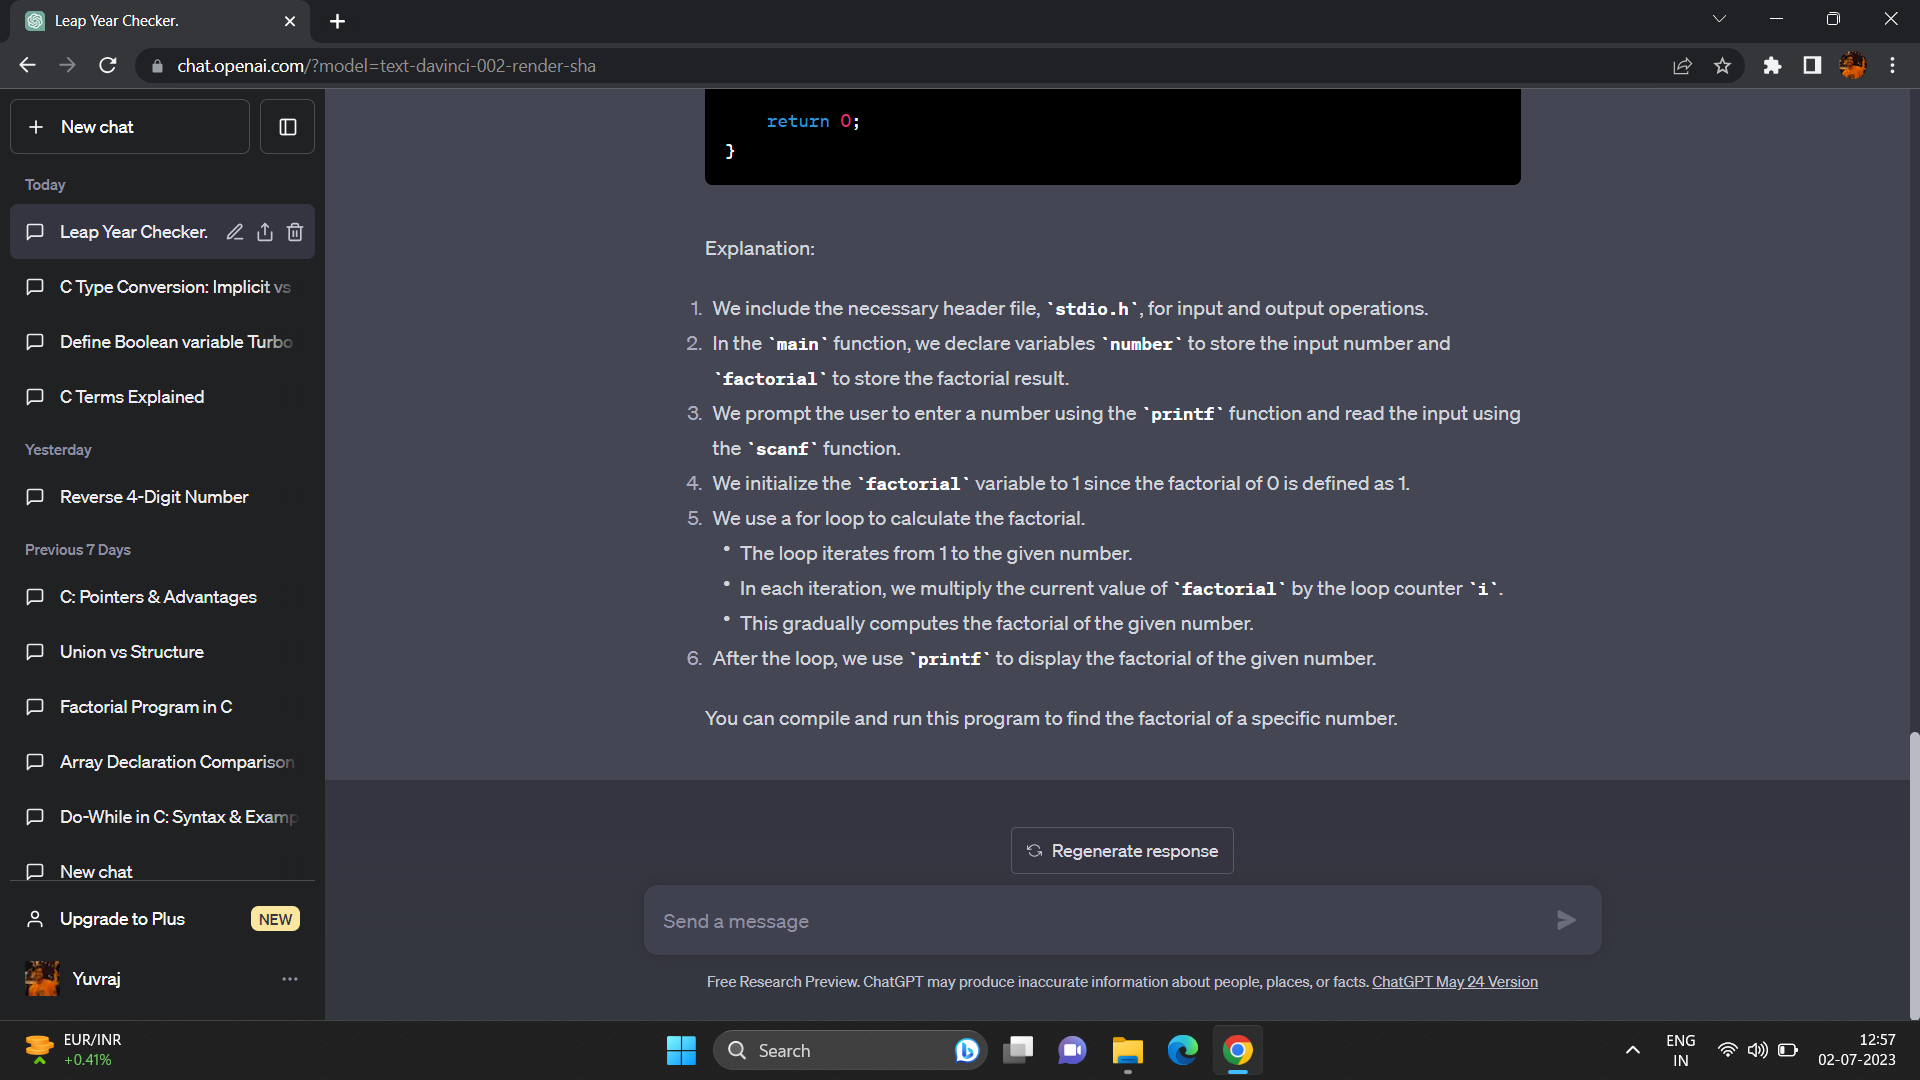 Leap Year Checker.
chat.openai.com/?model=text-davinci-002-render-sha
New chat
Today
Leap Year Checker.
C Type Conversion: Implicit vs
Define Boolean variable Turbo
C Terms Explained
Yesterday
Reverse 4-Digit Number
Previous 7 Days
C: Pointers & Advantages
Union vs Structure
Factorial Program in C
Array Declaration Comparison
Do-While in C: Syntax & Examp
New chat
Upgrade to Plus NEW
Yuvraj
return 0;
}
Explanation:
1. We include the necessary header file, `stdio.h`, for input and output operations.
2. In the `main` function, we declare variables `number` to store the input number and
`factorial` to store the factorial result.
3. We prompt the user to enter a number using the `printf` function and read the input using
the `scanf` function.
4. We initialize the `factorial` variable to 1 since the factorial of 0 is defined as 1.
5. We use a for loop to calculate the factorial.
• The loop iterates from 1 to the given number.
• In each iteration, we multiply the current value of `factorial` by the loop counter `i`.
• This gradually computes the factorial of the given number.
6. After the loop, we use `printf` to display the factorial of the given number.
You can compile and run this program to find the factorial of a specific number.
Regenerate response
Send a message
Free Research Preview. ChatGPT may produce inaccurate information about people, places, or facts. ChatGPT May 24 Version
EUR/INR
+0.41%
Search
ENG
IN
12:57
02-07-2023